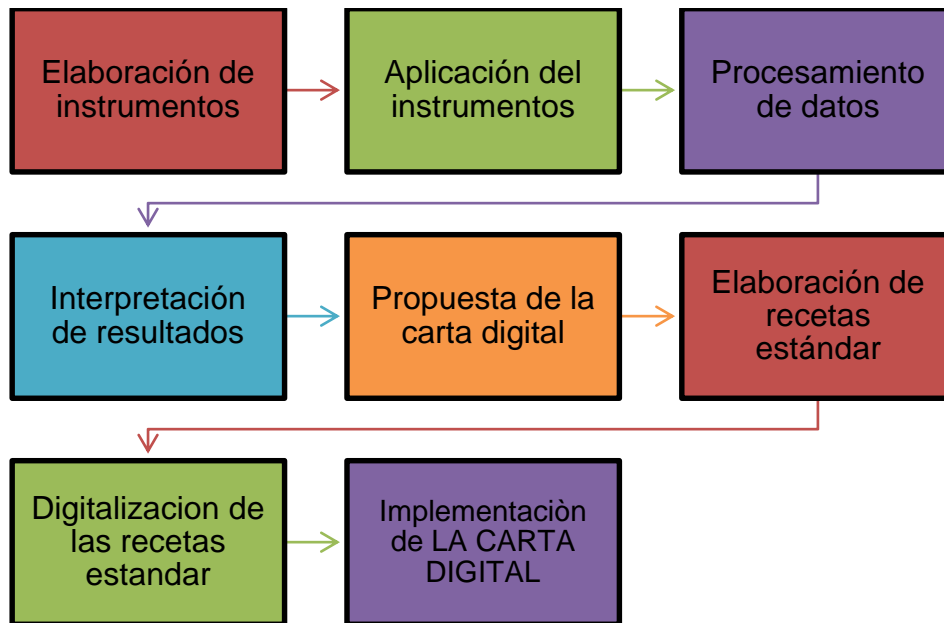 Elaboración de
instrumentos
Aplicación del
instrumentos
Procesamiento
de datos
Interpretación
de resultados
Propuesta de la
carta digital
Elaboración de
recetas
estándar
Digitalizacion de
las recetas
estandar
Implementaciòn
de LA CARTA
DIGITAL